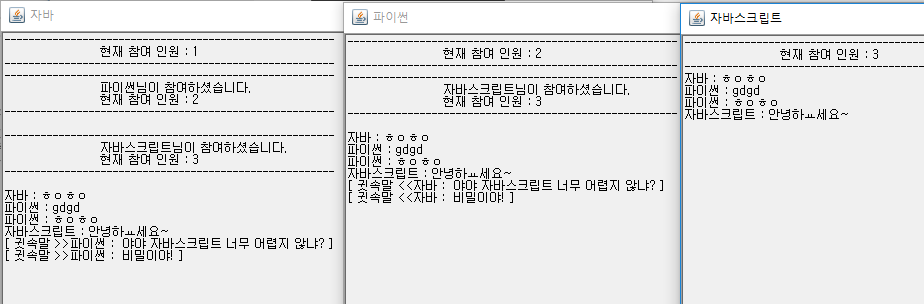 자바
---------------------------------------------------------
현재 참여 인원 : 1
---------------------------------------------------------
---------------------------------------------------------
파이썬님이 참여하셨습니다.
현재 참여 인원 : 2
---------------------------------------------------------
---------------------------------------------------------
자바스크립트님이 참여하셨습니다.
현재 참여 인원 : 3
---------------------------------------------------------
자바 : ㅎㅇㅎㅇ
파이썬 : gdgd
파이썬 : ㅎㅇㅎㅇ
자바스크립트 : 안녕하ㅛ세요~
[ 귓속말 >>파이썬 : 야야 자바스크립트 너무 어렵지 않냐? ]
[ 귓속말 >>파이썬 : 비밀이야! ]
파이썬
---------------------------------------------------------
현재 참여 인원 : 2
---------------------------------------------------------
---------------------------------------------------------
자바스크립트님이 참여하셨습니다.
현재 참여 인원 : 3
---------------------------------------------------------
자바 : ㅎㅇㅎㅇ
파이썬 : gdgd
파이썬 : ㅎㅇㅎㅇ
자바스크립트 : 안녕하ㅛ세요~
[ 귓속말 <<자바 : 야야 자바스크립트 너무 어렵지 않냐? ]
[ 귓속말 <<자바 : 비밀이야! ]
자바스크립트
---------------------------------------------------------
현재 참여 인원 : 3
---------------------------------------------------------
자바 : ㅎㅇㅎㅇ
파이썬 : gdgd
파이썬 : ㅎㅇㅎㅇ
자바스크립트 : 안녕하ㅛ세요~